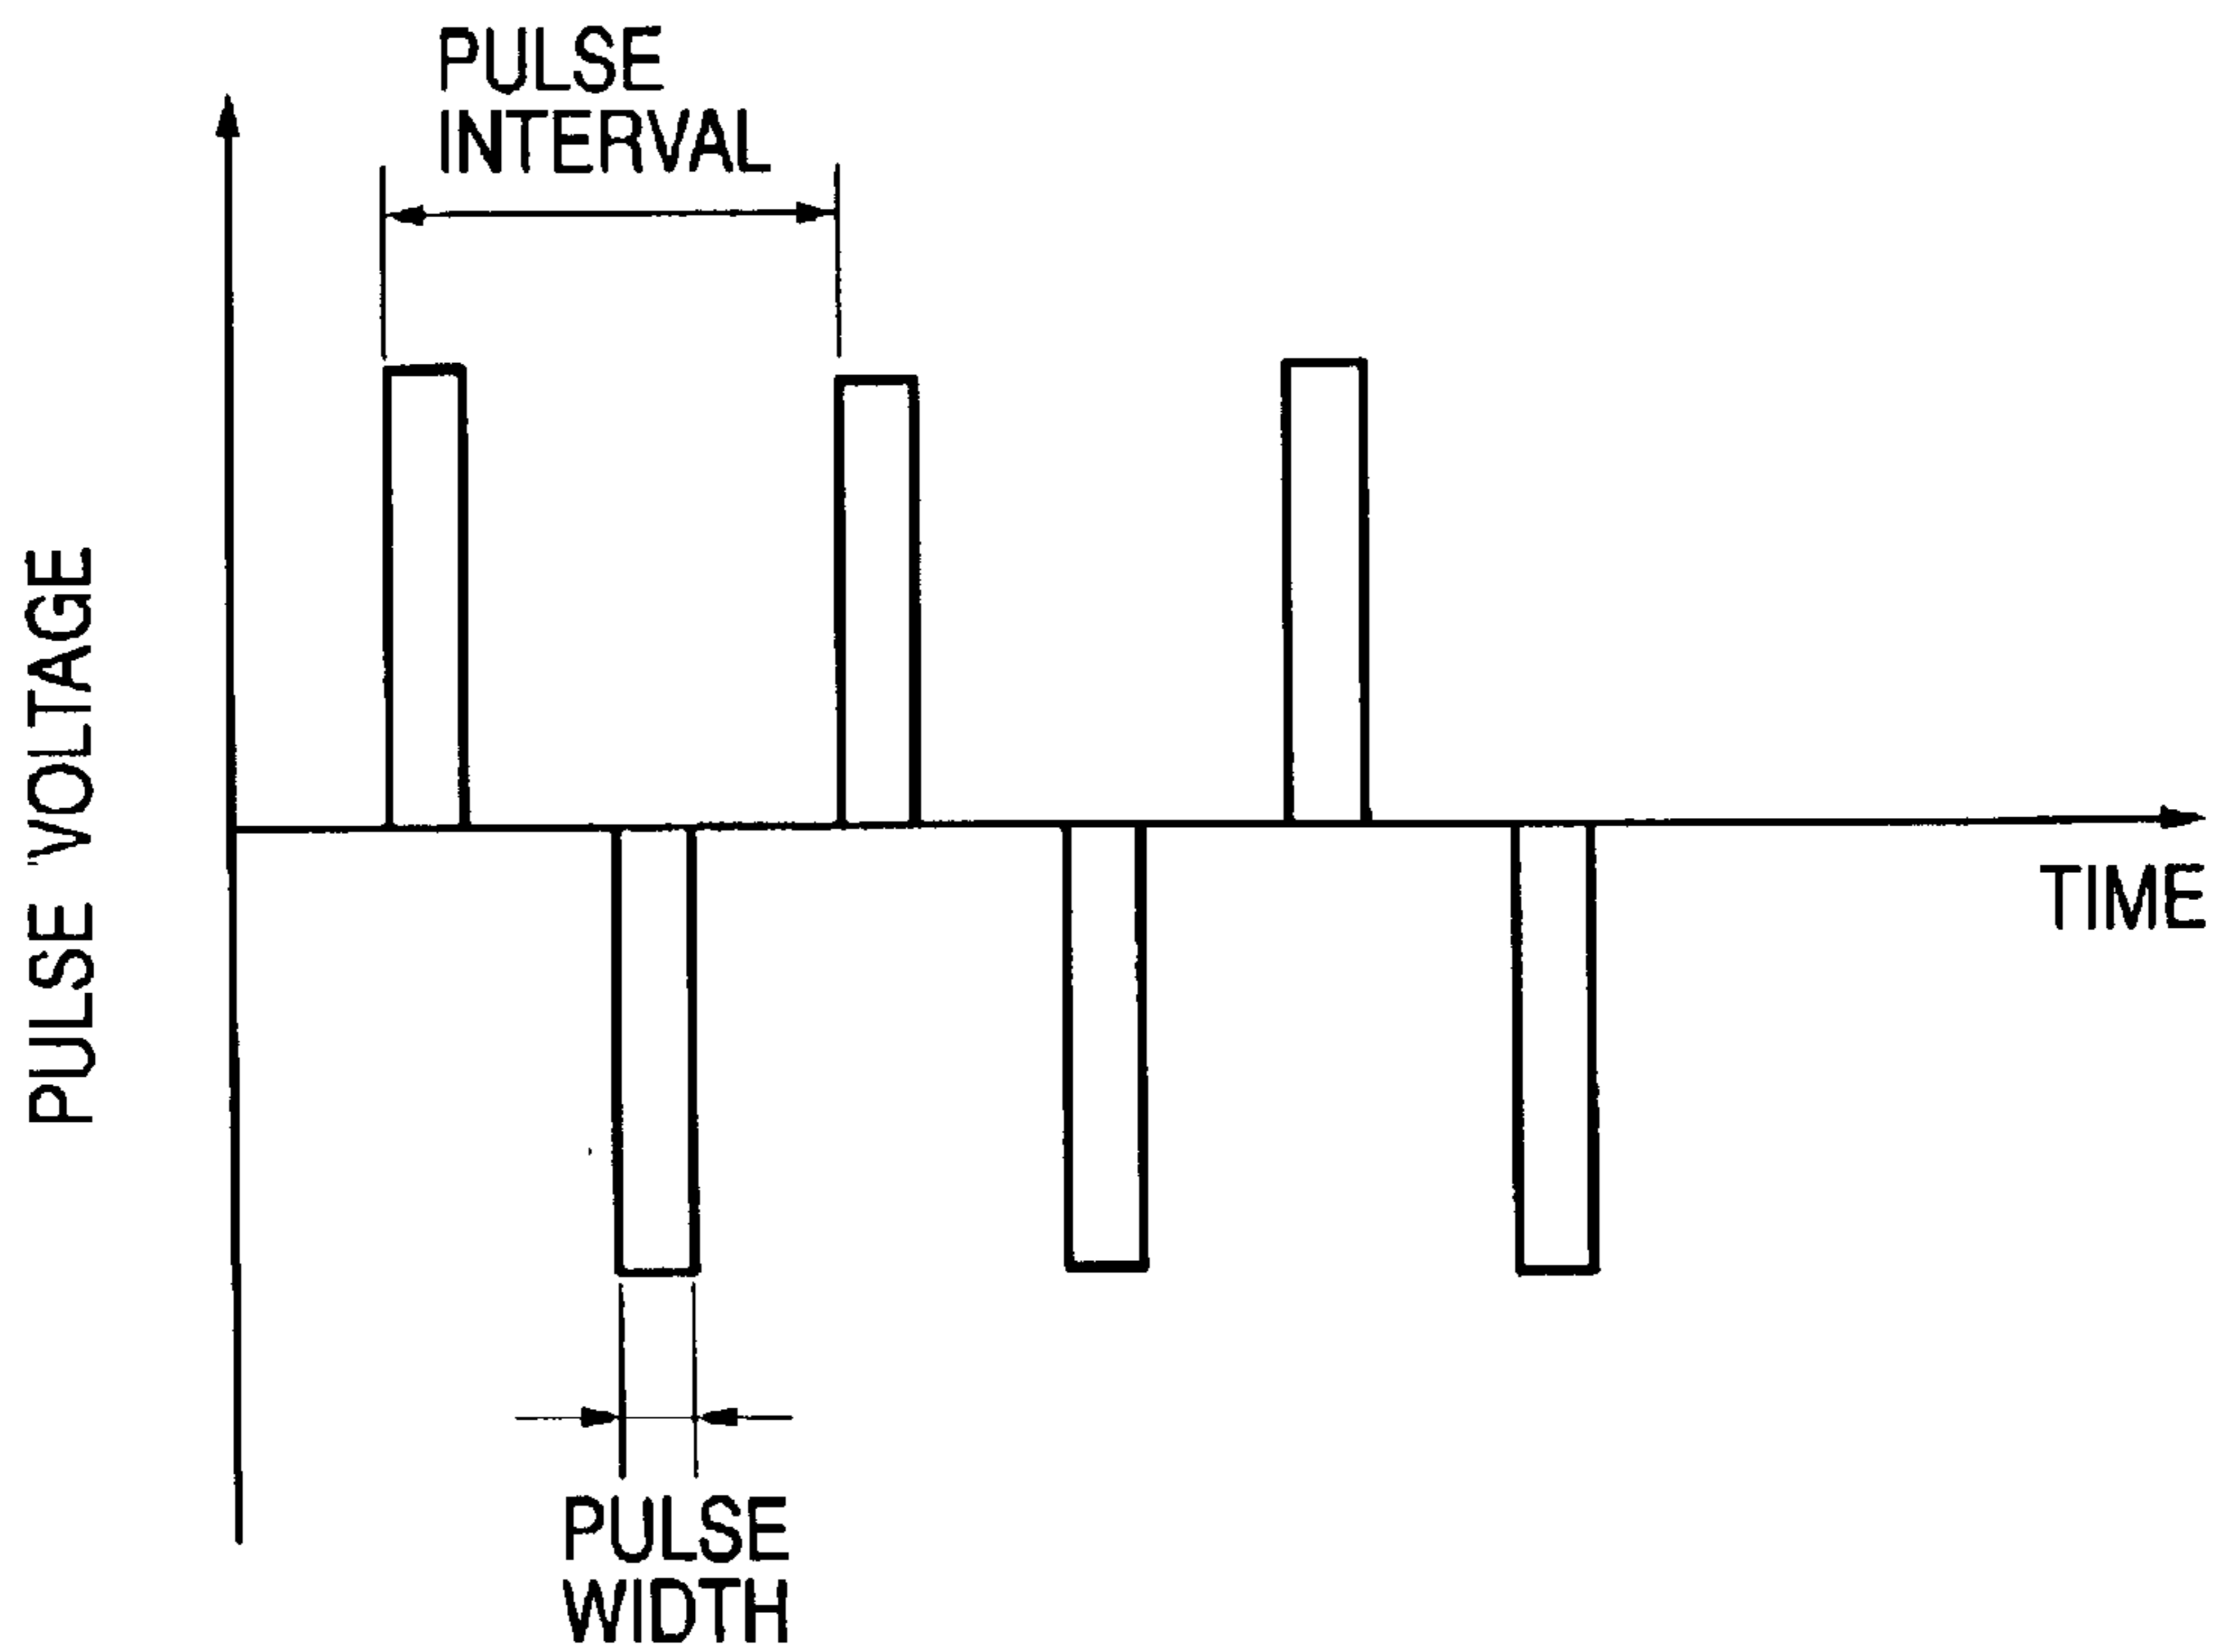 PULSE
INTERVAL
PULSE VOLTAGE
TIME
PULSE
WIDTH